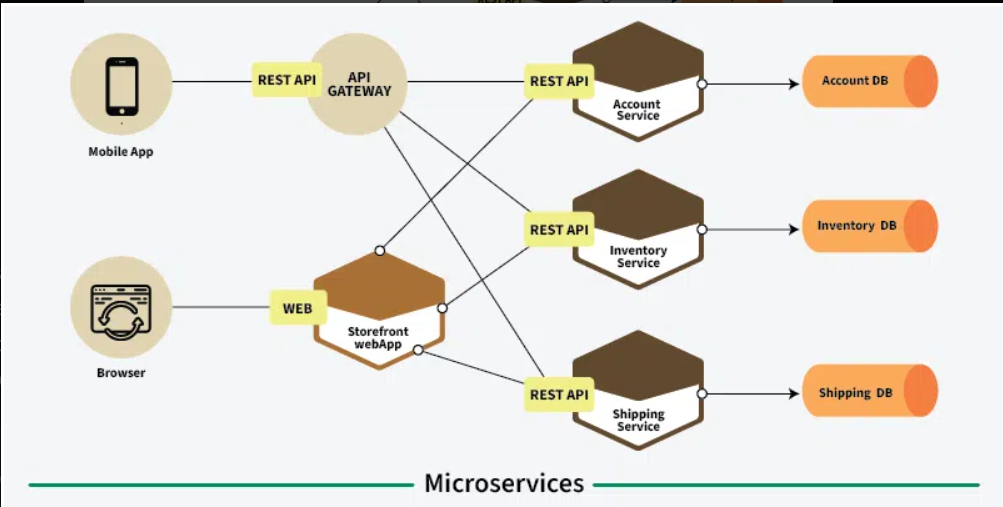 REST API
API
GATEWAY
REST API
Account
Service
Account DB
Mobile App
REST API
Inventory
Service
Inventory DB
WEB
Storefront
webApp
Browser
REST API
Shipping
Service
Shipping DB
Microservices